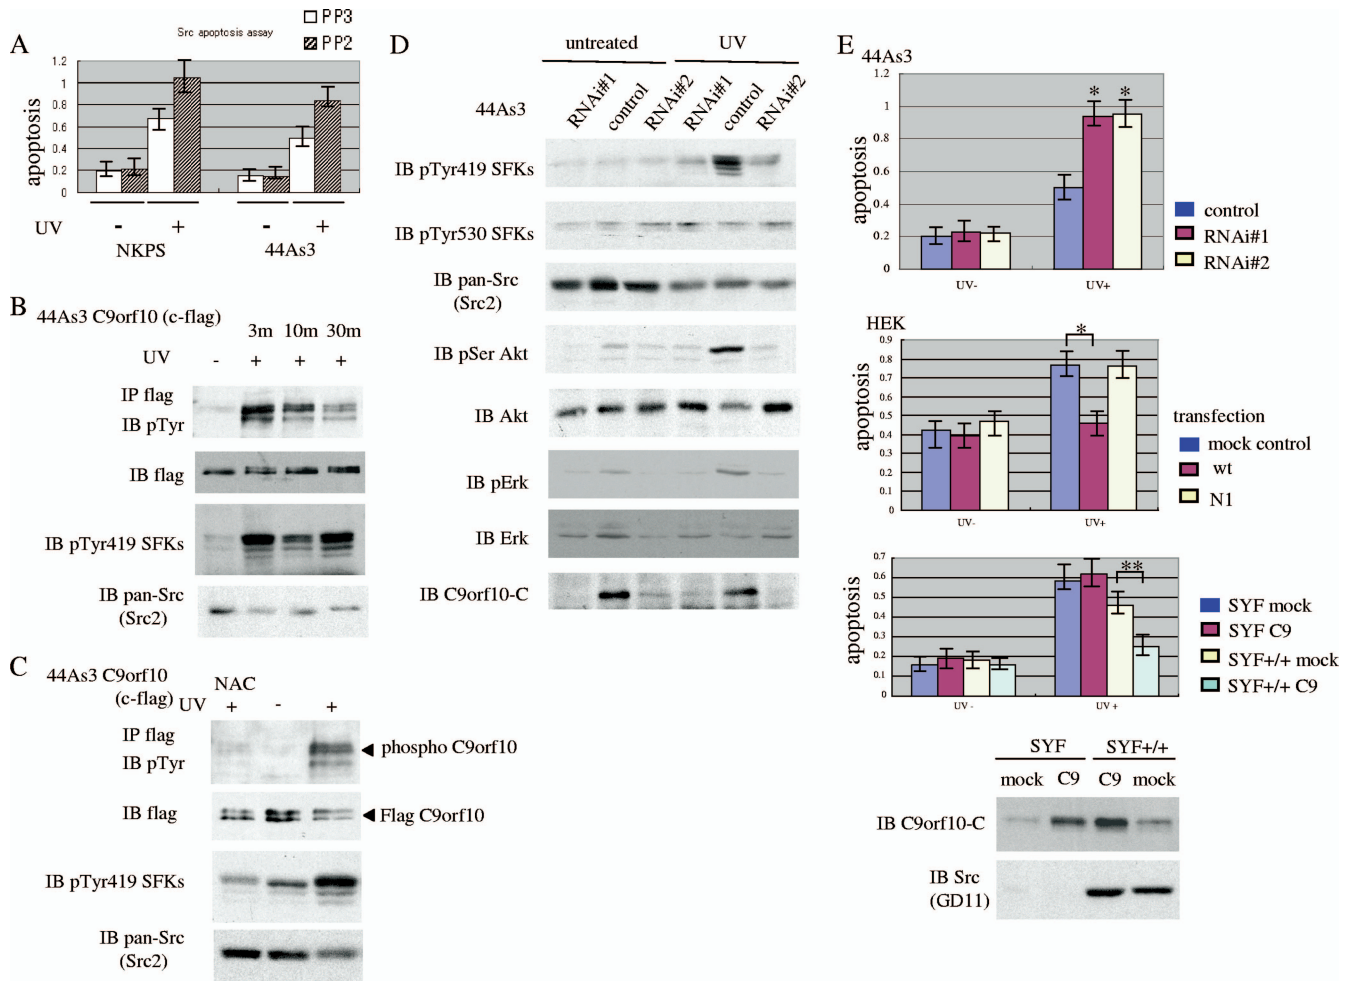 A
Src apoptosis assay
PP3
PP2
1.2
1
0.8
0.6
0.4
0.2
0
apoptosis
UV - + - +
NKPS 44As3
B
44As3 C9orf10 (c-flag)
3m 10m 30m
UV - + + +
IP flag
IB pTyr
IB flag
IB pTyr419 SFKs
IB pan-Src
(Src2)
C
44As3 C9orf10
(c-flag)
NAC
UV + - +
IP flag
IB pTyr
phospho C9orf10
IB flag
Flag C9orf10
IB pTyr419 SFKs
IB pan-Src
(Src2)
D
untreated UV
44As3
RNAi#1 control RNAi#2 RNAi#1 control RNAi#2
IB pTyr419 SFKs
IB pTyr530 SFKs
IB pan-Src
(Src2)
IB pSer Akt
IB Akt
IB pErk
IB Erk
IB C9orf10-C
E
44As3
1.2
1
0.8
0.6
0.4
0.2
0
apoptosis
* *
UV- UV+
control
RNAi#1
RNAi#2
HEK
0.9
0.8
0.7
0.6
0.5
0.4
0.3
0.2
0.1
0
apoptosis
*
UV- UV+
transfection
mock control
wt
N1
0.7
0.6
0.5
0.4
0.3
0.2
0.1
0
apoptosis
**
UV - UV +
SYF mock
SYF C9
SYF+/+ mock
SYF+/+ C9
SYF SYF+/+
mock C9 C9 mock
IB C9orf10-C
IB Src
(GD11)